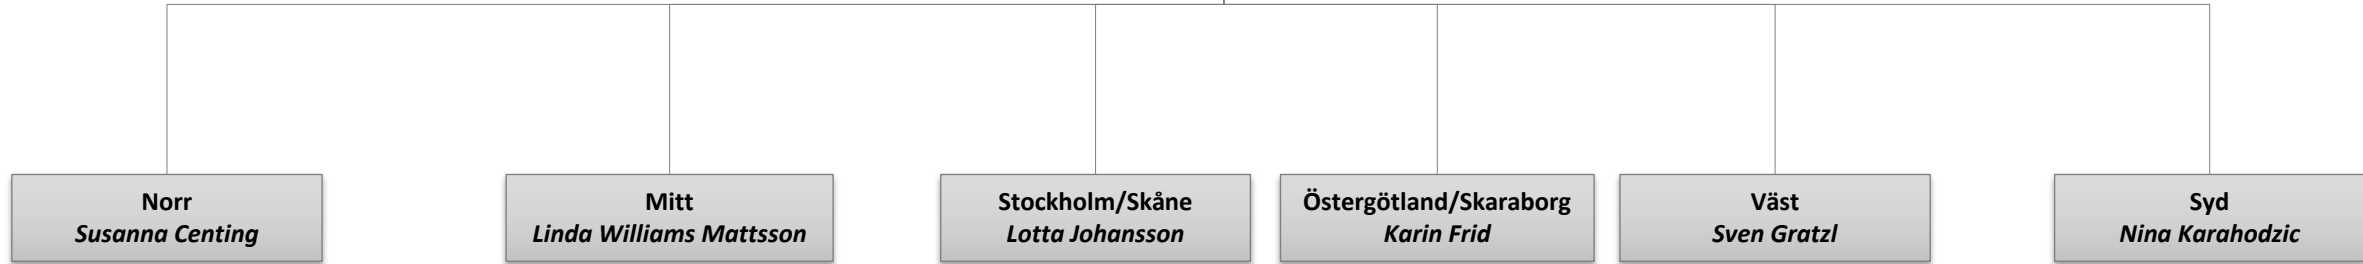 Norr
Susanna Centing
Mitt
Linda Williams Mattsson
Stockholm/Skåne
Lotta Johansson
Östergötland/Skaraborg
Karin Frid
Väst
Sven Gratzl
Syd
Nina Karahodzic